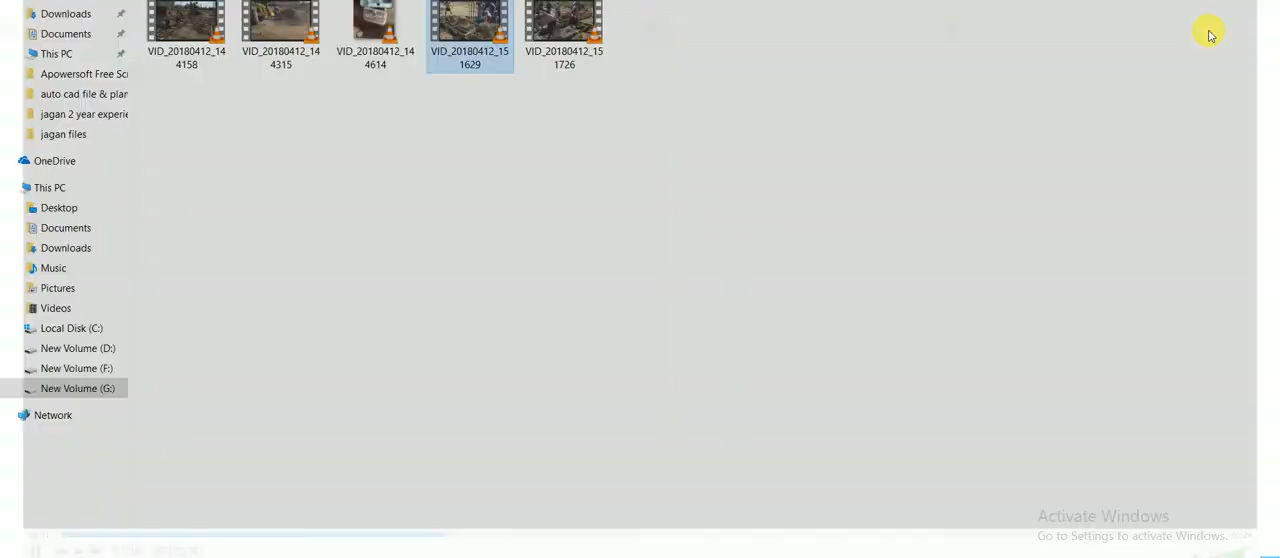 Downloads
Documents
This PC
Apowersoft Free Scr
auto cad file & plan
jagan 2 year experie
jagan files
OneDrive
This PC
Desktop
Documents
Downloads
Music
Pictures
Videos
Local Disk (C:)
New Volume (D:)
New Volume (F:)
New Volume (G:)
Network
VID_20180412_14
4158
VID_20180412_14
4315
VID_20180412_14
4614
VID_20180412_15
1629
VID_20180412_15
1726
Activate Windows
Go to Settings to activate Windows.